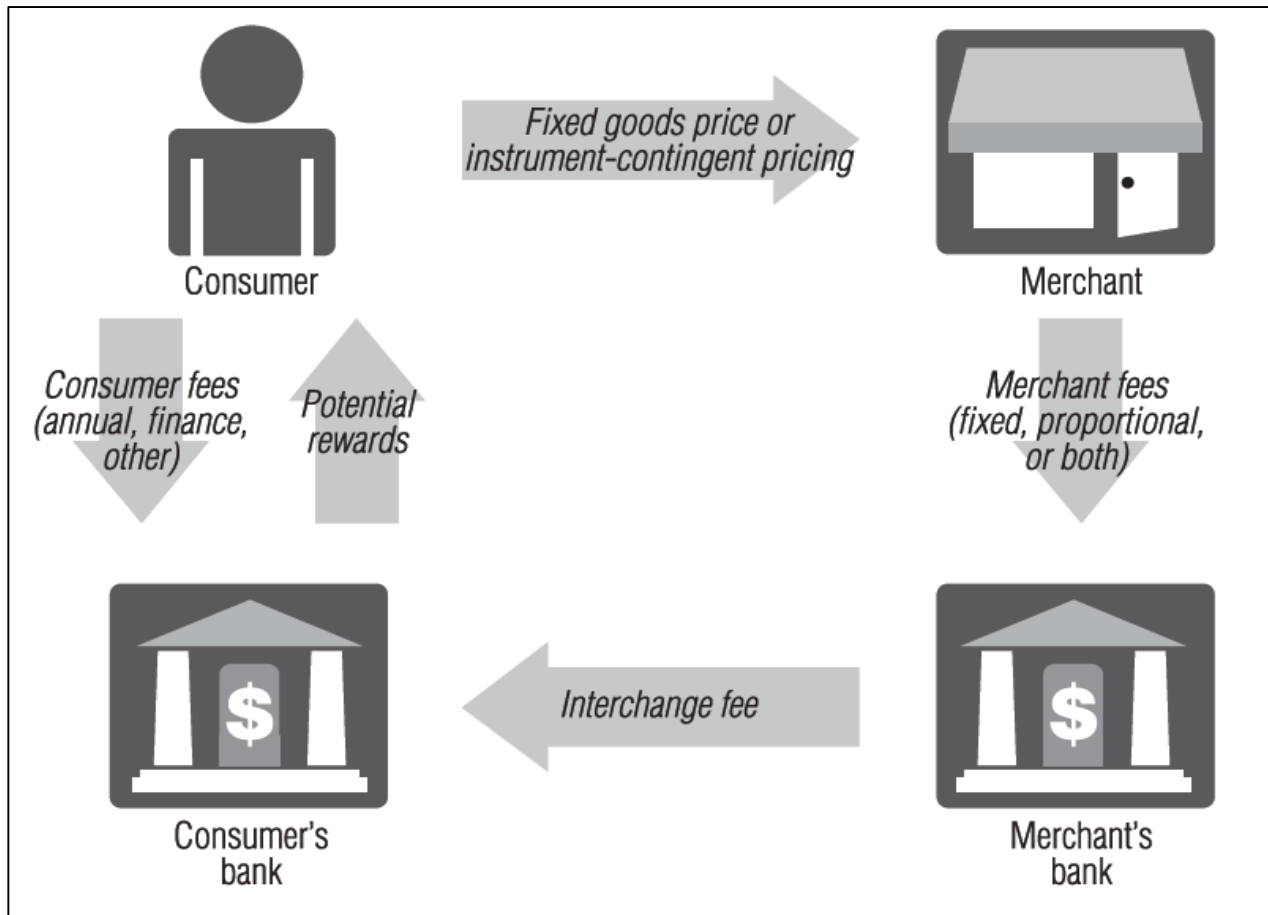 Fixed goods price or
instrument-contingent pricing
Consumer
Merchant
Consumer fees
(annual, finance,
other)
Potential
rewards
Merchant fees
(fixed, proportional,
or both)
$
Interchange fee
$
Consumer's
bank
Merchant's
bank